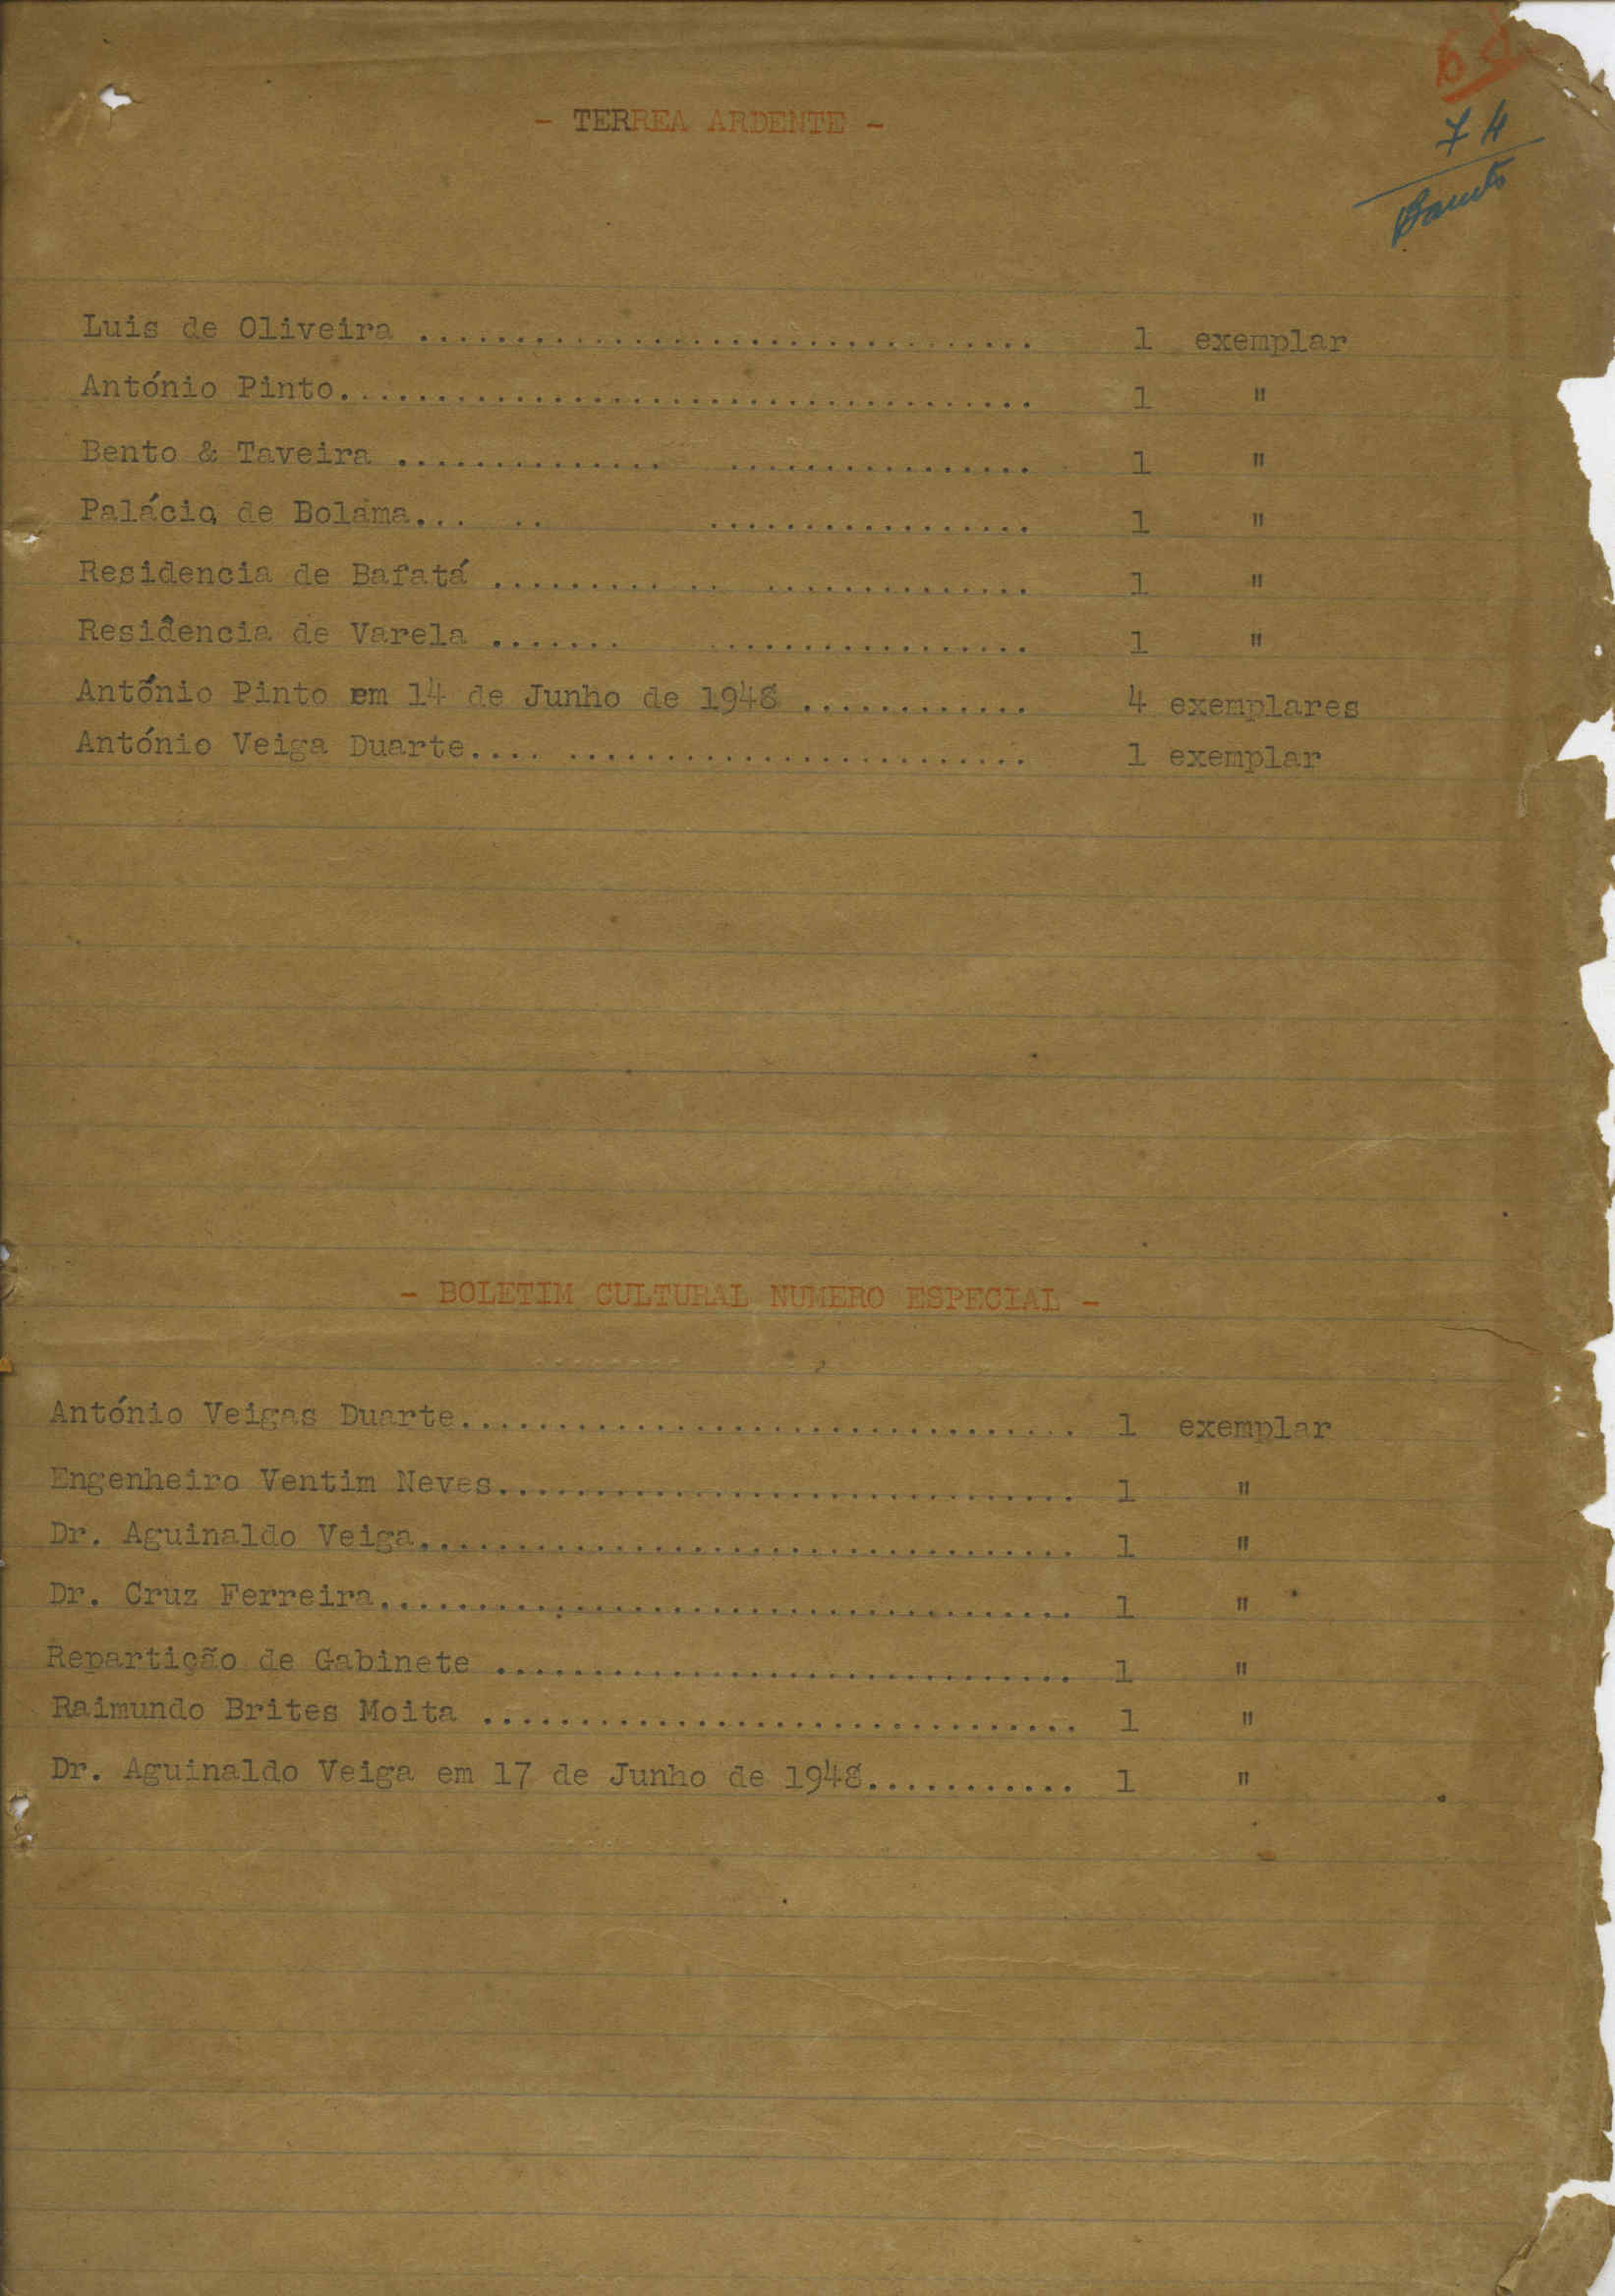 - TERREA ARDENTE -
74
Luis de Oliveira ................................ 1 exemplar
António Pinto.................................... 1 "
Bento & Taveira .............. ................ 1 "
Palácio de Bolama... .. ................. 1 "
Residencia de Bafatá ......... .. .............. 1 "
Residência de Varela ....... ................ 1 "
António Pinto em 14 de Junho de 1948 ............ 4 exemplares
António Veiga Duarte.... ........................ 1 exemplar
- BOLETIM CULTURAL NUMERO ESPECIAL -
António Veigas Duarte................................ 1 exemplar
Engenheiro Ventim Neves.............................. 1 "
Dr. Aguinaldo Veiga.................................. 1 "
Dr. Cruz Ferreira.................................... 1 "
Repartição de Gabinete .............................. 1 "
Raimundo Brites Moita ............................... 1 "
Dr. Aguinaldo Veiga em 17 de Junho de 1948........... 1 "